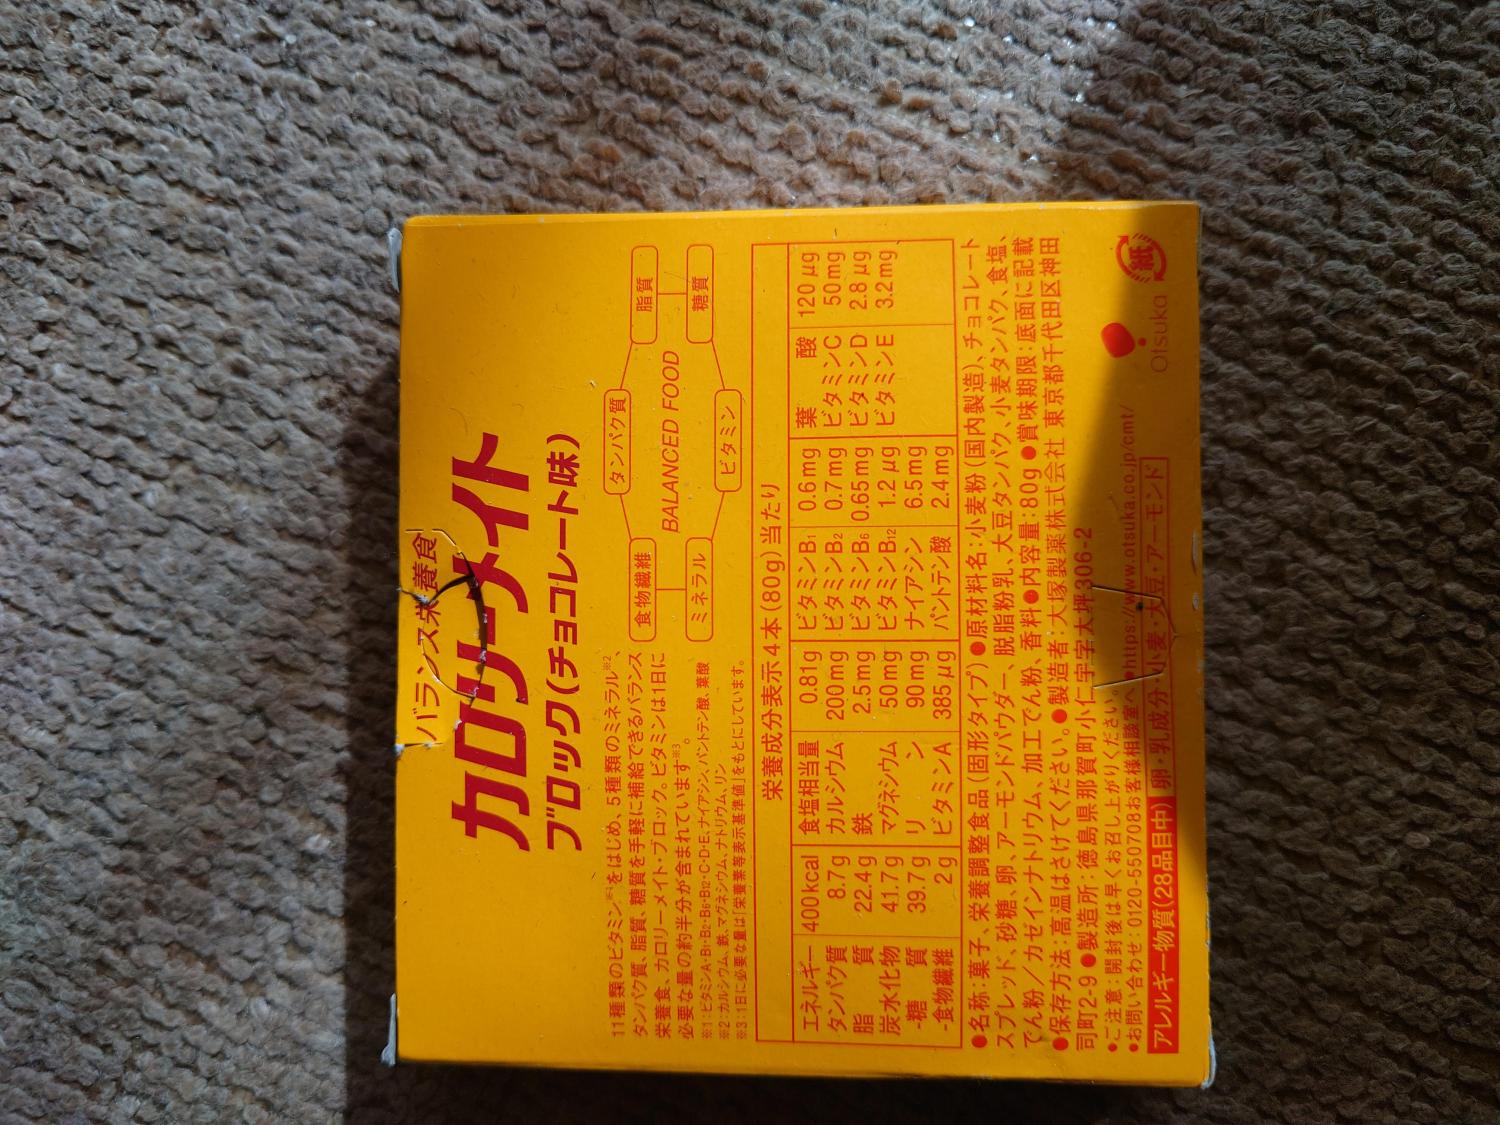 バランス栄養食
カロリーメイト
ブロック(チョコレート味)
11種類のビタミン※1をはじめ、5種類のミネラル※2、
タンパク質、脂質、糖質を手軽に補給できるバランス
栄養食、カロリーメイト・ブロック。ビタミンは1日に
必要な量の約半分が含まれています※3。
※1:ビタミンA・B1・B2・B6・B12・C・D・E、ナイアシン、パントテン酸、葉酸
※2:カルシウム、鉄、マグネシウム、ナトリウム、リン
※3:1日に必要な量は「栄養素等表示基準値」をもとにしています。
タンパク質
食物繊維 脂質
BALANCED FOOD
ミネラル 糖質
ビタミン
栄養成分表示4本(80g)当たり
エネルギー 400kcal 食塩相当量 0.81g ビタミンB1 0.6mg 葉酸 120μg
タンパク質 8.7g カルシウム 200mg ビタミンB2 0.7mg ビタミンC 50mg
脂質 22.4g 鉄 2.5mg ビタミンB6 0.65mg ビタミンD 2.8μg
炭水化物 41.7g マグネシウム 50mg ビタミンB12 1.2μg ビタミンE 3.2mg
-糖質 39.7g リン 90mg ナイアシン 6.5mg
-食物繊維 2g ビタミンA 385μg パントテン酸 2.4mg
●名称:菓子、栄養調整食品(固形タイプ)●原材料名:小麦粉(国内製造)、チョコレート
スプレッド、砂糖、卵、アーモンドパウダー、脱脂粉乳、大豆タンパク、小麦タンパク、食塩、
でん粉/カゼインナトリウム、加工でん粉、香料●内容量:80g●賞味期限:底面に記載
●保存方法:高温はさけてください。●製造者:大塚製薬株式会社 東京都千代田区神田
司町2-9●製造所:徳島県那賀町小仁宇字大坪306-2
●ご注意:開封後は早くお召し上がりください。
●お問い合わせ:0120-550708お客様相談室へ●https://www.otsuka.co.jp/cmt/
アレルギー物質(28品目中) 卵・乳成分・小麦・大豆・アーモンド
Otsuka
紙